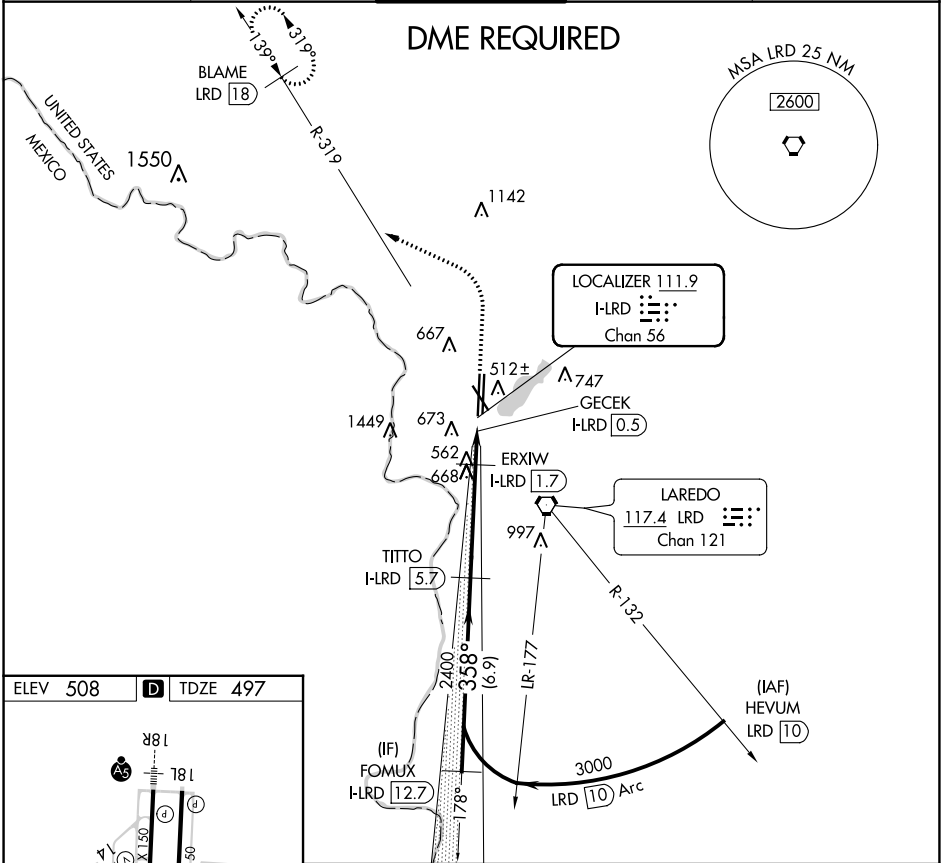 DME REQUIRED
139°
319°
BLAME
LRD 18
R-319
MSA LRD 25 NM
2600
UNITED STATES
MEXICO
1550
1142
LOCALIZER 111.9
I-LRD
Chan 56
667
512±
747
GECEK
I-LRD 0.5
1449
673
562
668
ERXIW
I-LRD 1.7
LAREDO
117.4 LRD
Chan 121
997
TITTO
I-LRD 5.7
R-132
LR-177
2400
358°
(6.9)
(IAF)
HEVUM
LRD 10
3000
LRD 10 Arc
(IF)
FOMUX
I-LRD 12.7
178°
ELEV 508
D
TDZE 497
18R
18L
A5
P
P
X 150
50